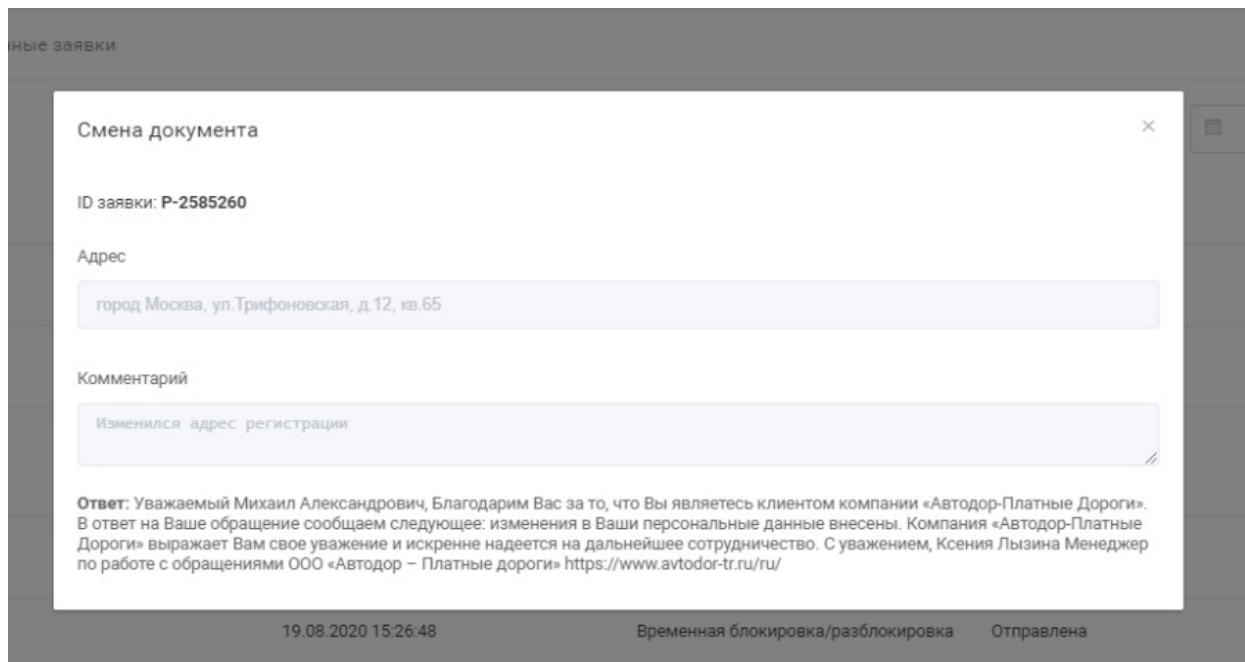 нные заявки
Смена документа
ID заявки: P-2585260
Адрес
город Москва, ул.Трифоновская, д.12, кв.65
Комментарий
Изменился адрес регистрации
Ответ: Уважаемый Михаил Александрович, Благодарим Вас за то, что Вы являетесь клиентом компании «Автодор-Платные Дороги».
В ответ на Ваше обращение сообщаем следующее: изменения в Ваши персональные данные внесены. Компания «Автодор-Платные
Дороги» выражает Вам свое уважение и искренне надеется на дальнейшее сотрудничество. С уважением, Ксения Лызина Менеджер
по работе с обращениями ООО «Автодор – Платные дороги» https://www.avtodor-tr.ru/ru/
19.08.2020 15:26:48 Временная блокировка/разблокировка Отправлена